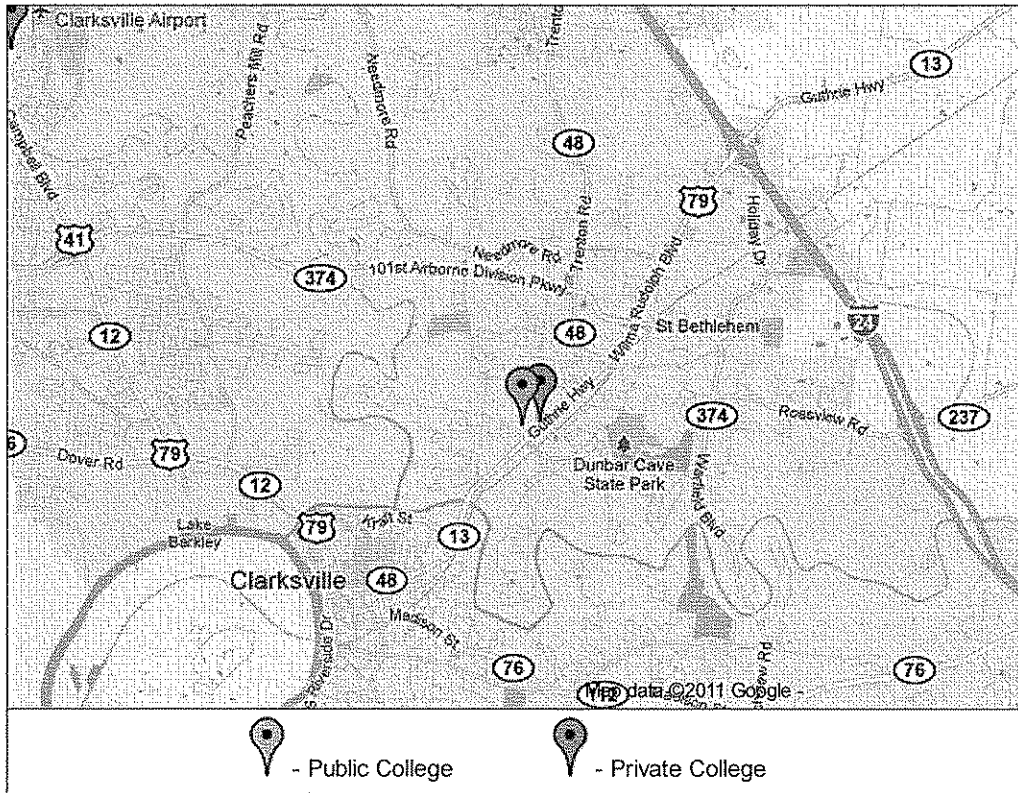 Clarksville Airport
Trento
13
Peachers Mill Rd
Needmore Rd
Guthrie Hwy
Campbell Blvd
48
79
41
Trenton Rd
Holiday Dr
Needmore Rd
374
101st Airborne Division Pkwy
Wilma Rudolph Blvd
12
48
St Bethlehem
24
Guthrie Hwy
374
Rossview Rd
237
6
Dover Rd
79
Dunbar Cave
State Park
12
Warfield Blvd
Lake
Barkley
79
13
Clarksville
48
Madison St
S Riverside Dr
76
76
Map data ©2011 Google -
- Public College
- Private College